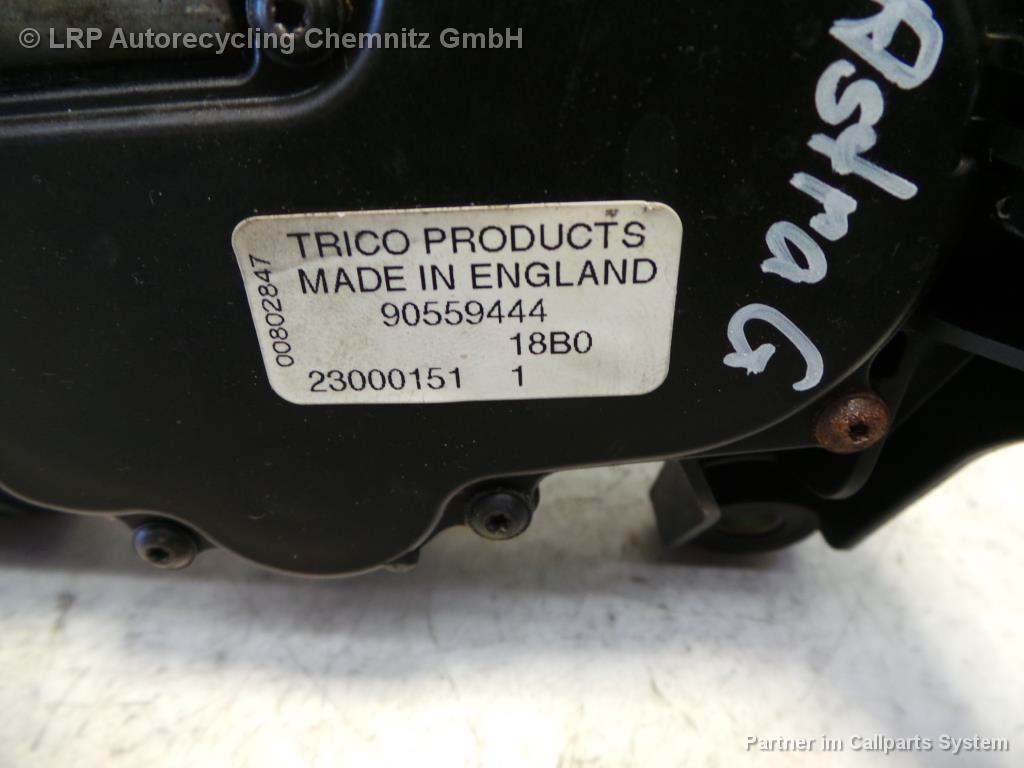 © LRP Autorecycling Chemnitz GmbH
Astra G
TRICO PRODUCTS
MADE IN ENGLAND
90559444
18B0
23000151 1
00802847
Partner im Callparts System